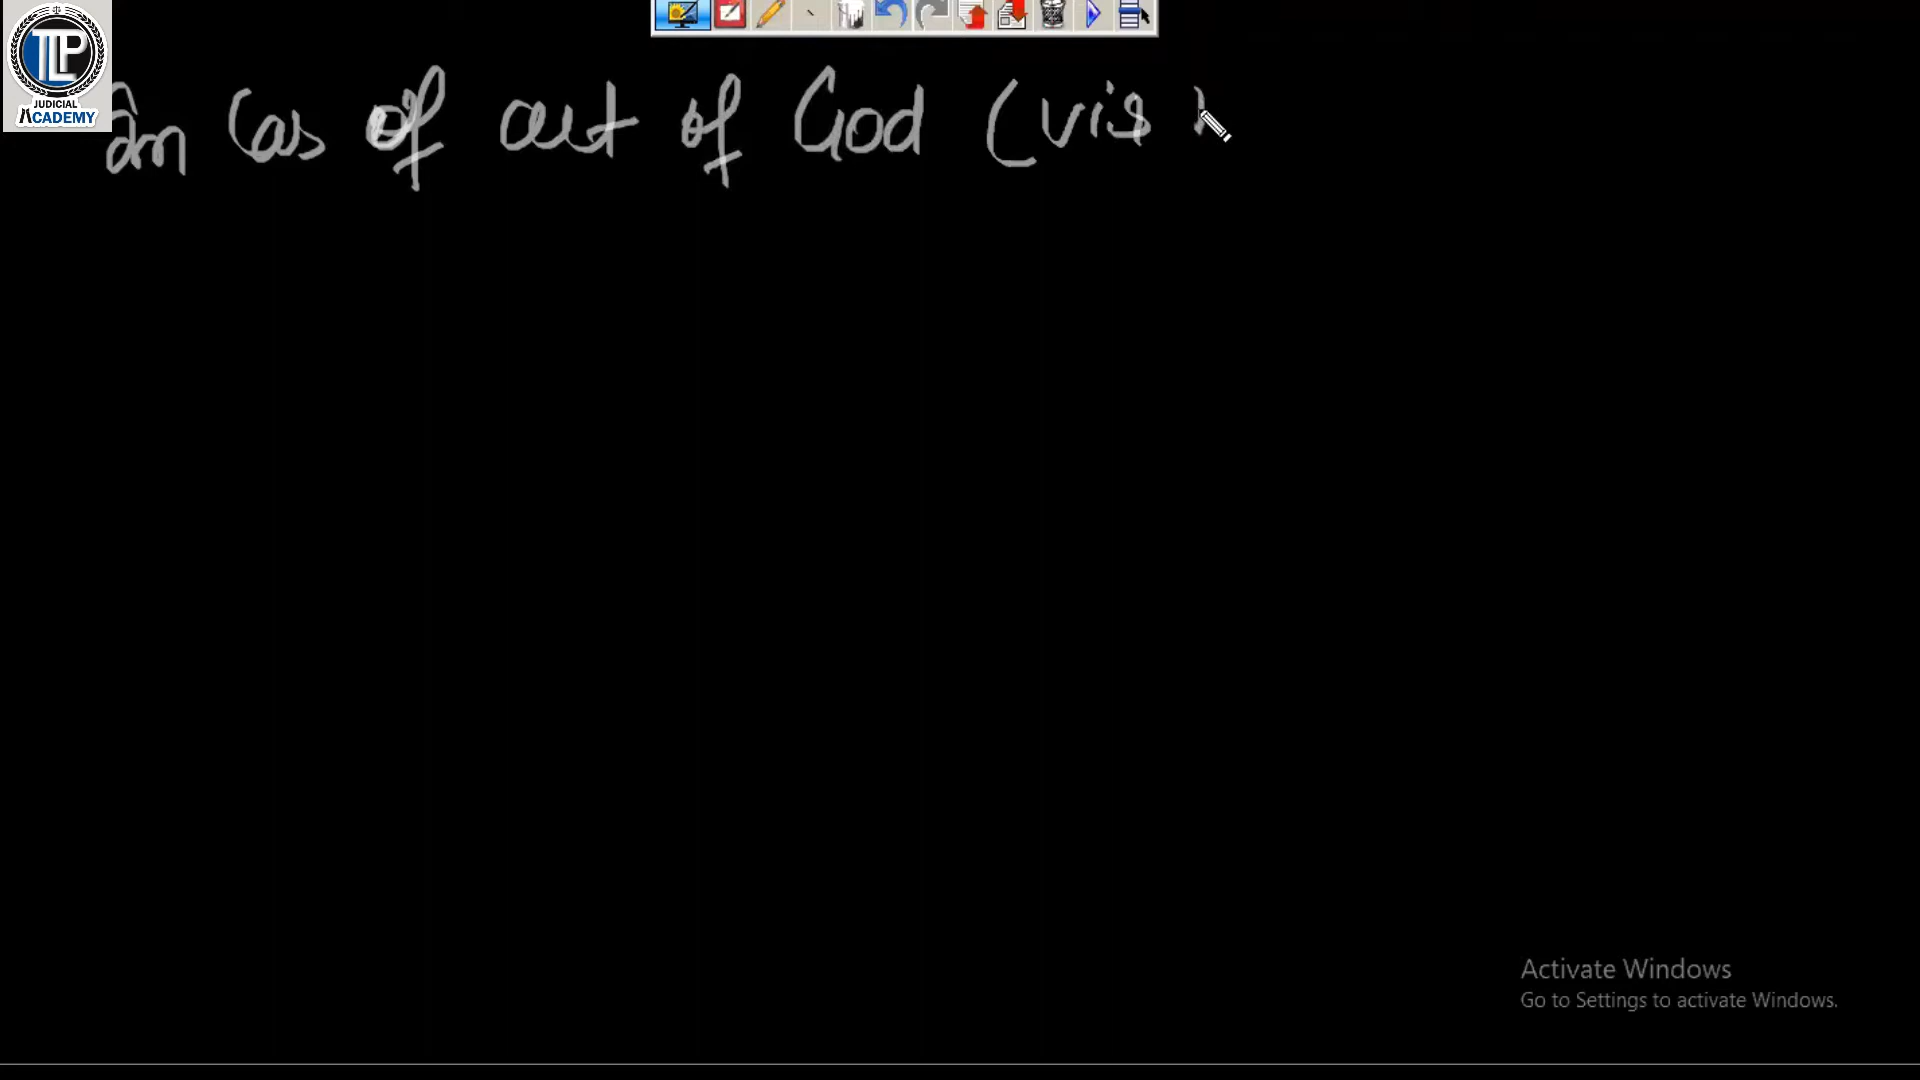 TLP
JUDICIAL
ACADEMY
In Cas of act of God (vis
Activate Windows
Go to Settings to activate Windows.